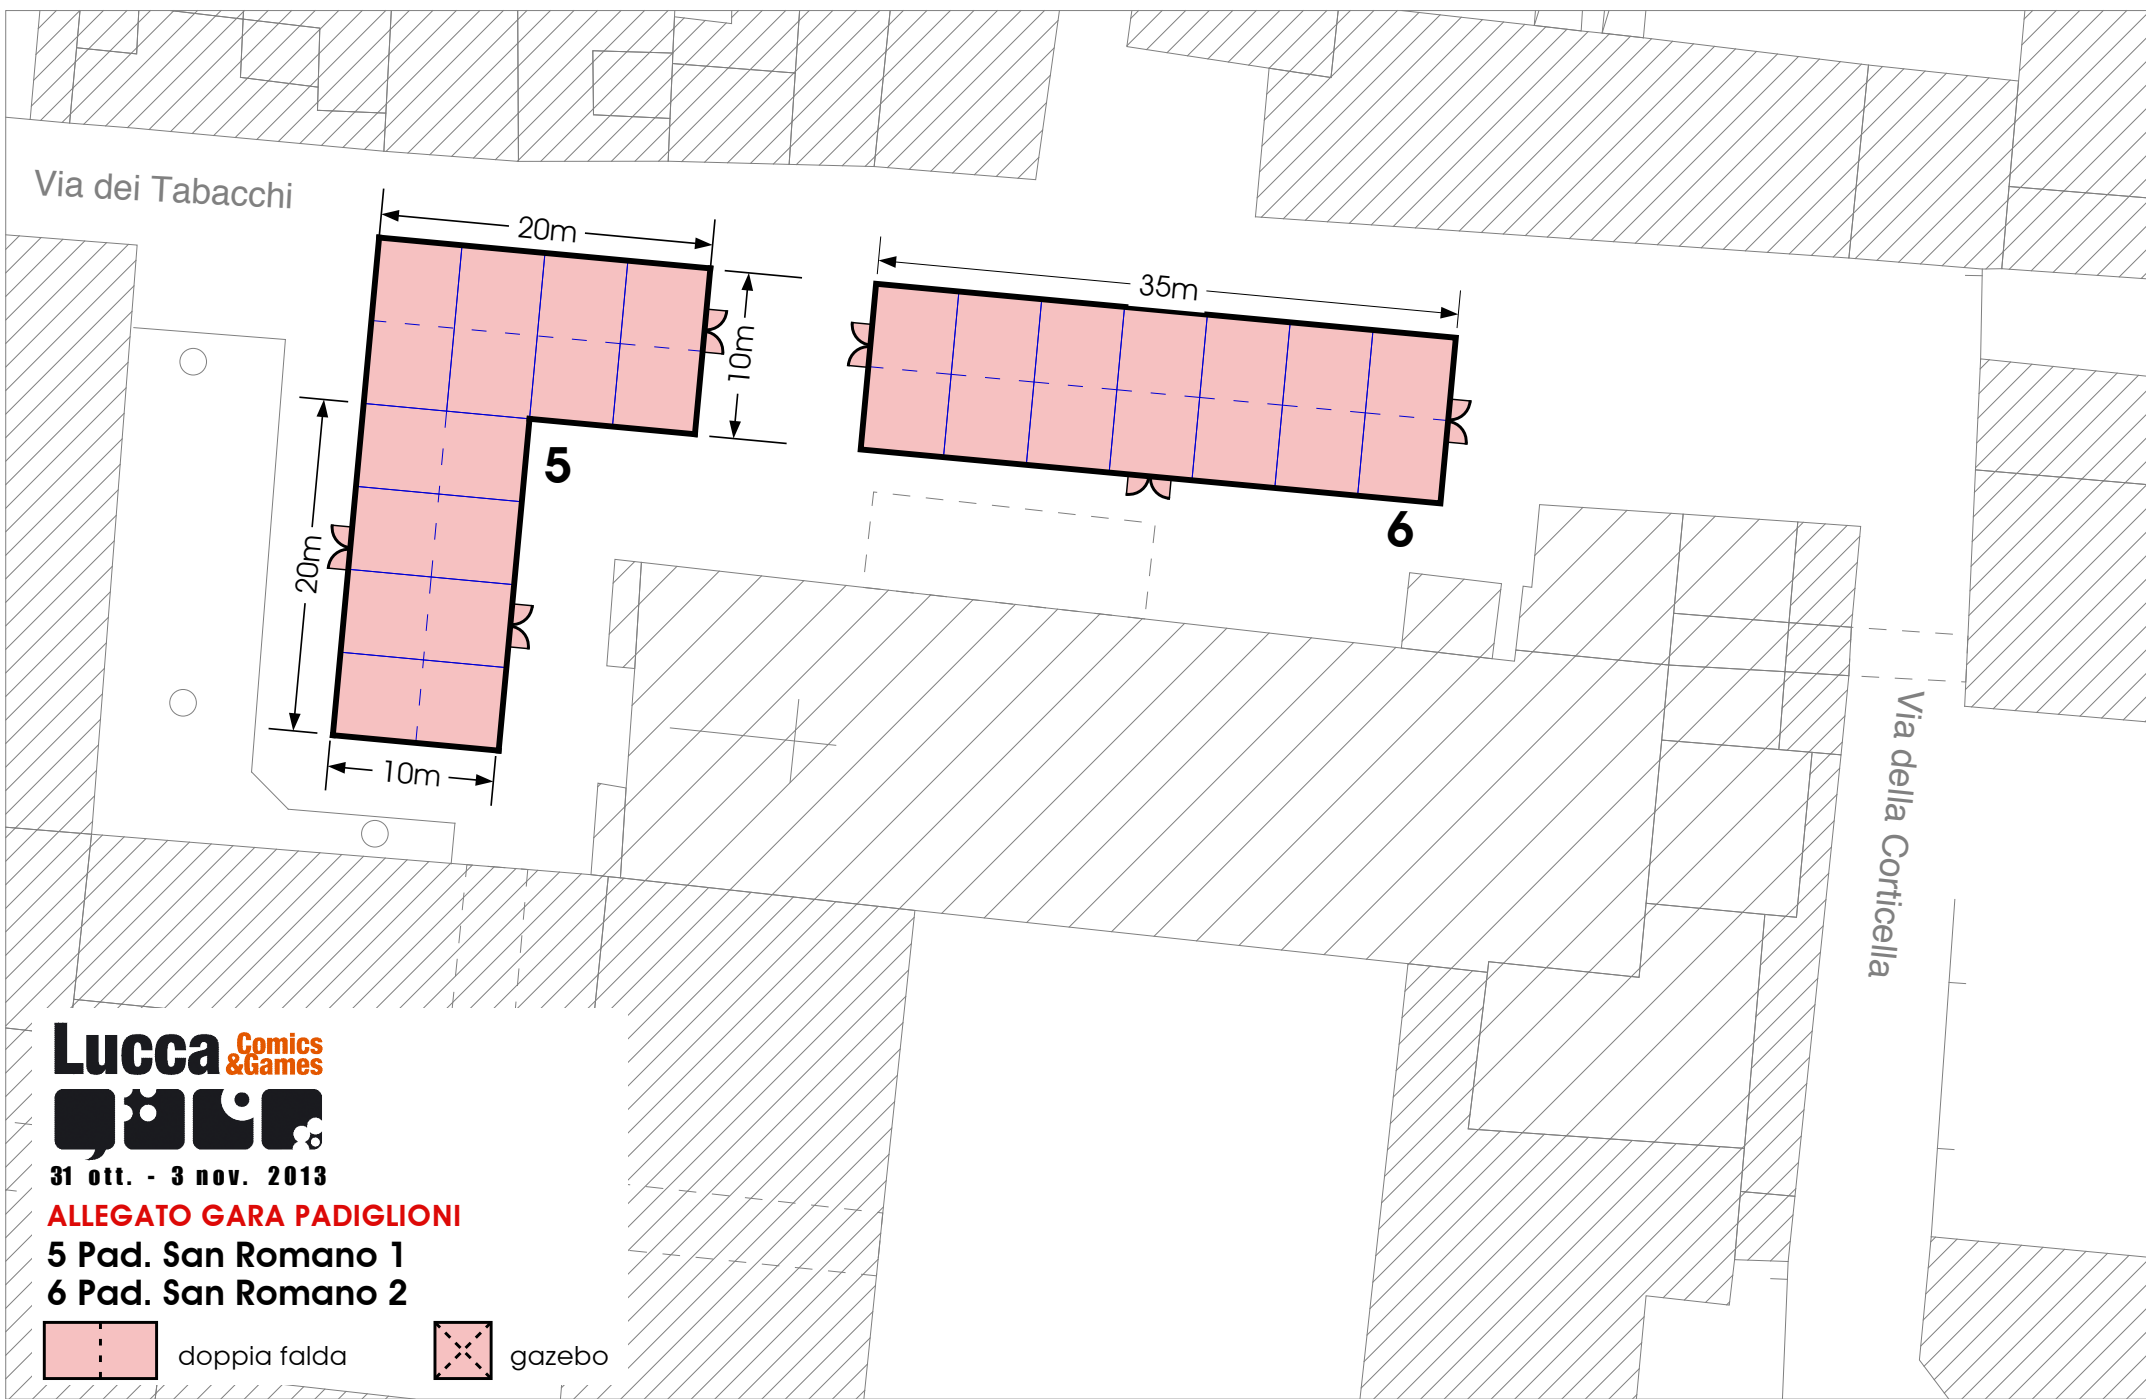 Via dei Tabacchi
20m
10m
35m
5
6
20m
10m
Via della Corticella
Lucca Comics
&Games
31 ott. - 3 nov. 2013
ALLEGATO GARA PADIGLIONI
5 Pad. San Romano 1
6 Pad. San Romano 2
doppia falda
gazebo